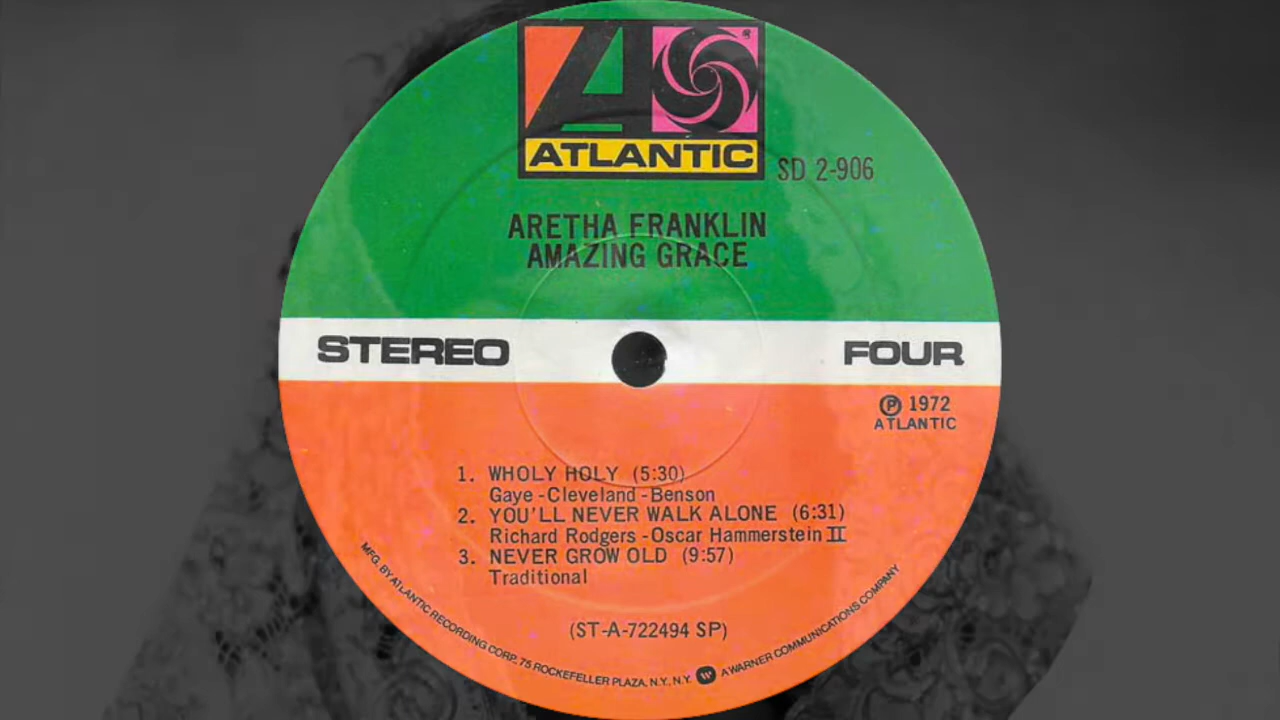 ATLANTIC
SD 2-906
ARETHA FRANKLIN
AMAZING GRACE
STEREO
FOUR
Ⓟ 1972
ATLANTIC
1. WHOLY HOLY (5:30)
Gaye-Cleveland-Benson
2. YOU'LL NEVER WALK ALONE (6:31)
Richard Rodgers-Oscar Hammerstein II
3. NEVER GROW OLD (9:57)
Traditional
(ST-A-722494 SP)
MFG. BY ATLANTIC RECORDING CORP. 75 ROCKEFELLER PLAZA, N.Y., N.Y. W A WARNER COMMUNICATIONS COMPANY